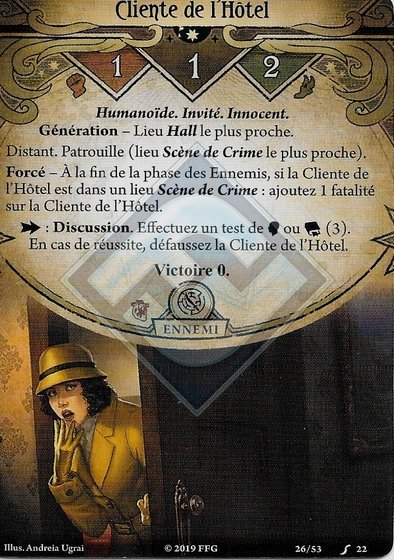 Cliente de l'Hôtel
1 1 2
Humanoïde. Invité. Innocent.
Génération – Lieu Hall le plus proche.
Distant. Patrouille (lieu Scène de Crime le plus proche).
Forcé – À la fin de la phase des Ennemis, si la Cliente de
l'Hôtel est dans un lieu Scène de Crime : ajoutez 1 fatalité
sur la Cliente de l'Hôtel.
: Discussion. Effectuez un test de ou (3).
En cas de réussite, défaussez la Cliente de l'Hôtel.
Victoire 0.
ENNEMI
Illus. Andreia Ugrai © 2019 FFG 26/53 22